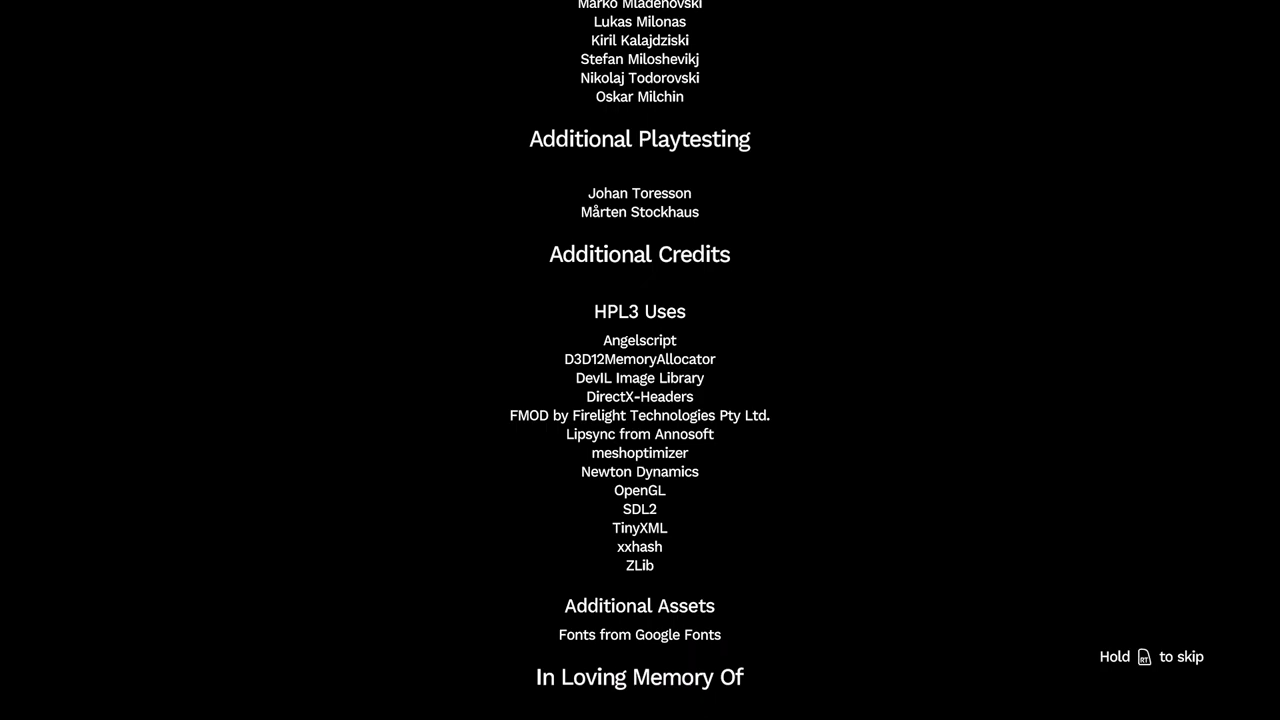 Marko Mladenovski
Lukas Milonas
Kiril Kalajdziski
Stefan Miloshevikj
Nikolaj Todorovski
Oskar Milchin
Additional Playtesting
Johan Toresson
Mårten Stockhaus
Additional Credits
HPL3 Uses
Angelscript
D3D12MemoryAllocator
DevIL Image Library
DirectX-Headers
FMOD by Firelight Technologies Pty Ltd.
Lipsync from Annosoft
meshoptimizer
Newton Dynamics
OpenGL
SDL2
TinyXML
xxhash
ZLib
Additional Assets
Fonts from Google Fonts
Hold RT to skip
In Loving Memory Of